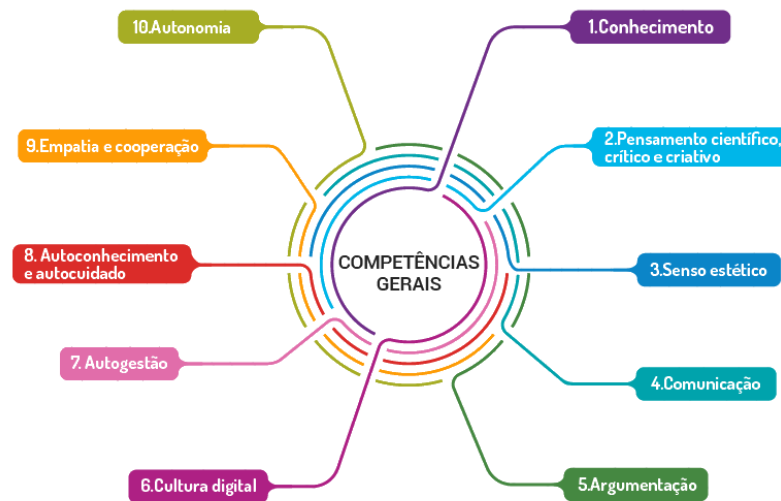 COMPETÊNCIAS
GERAIS
1.Conhecimento
2.Pensamento científico,
crítico e criativo
3.Senso estético
4.Comunicação
5.Argumentação
6.Cultura digital
7. Autogestão
8. Autoconhecimento
e autocuidado
9.Empatia e cooperação
10.Autonomia